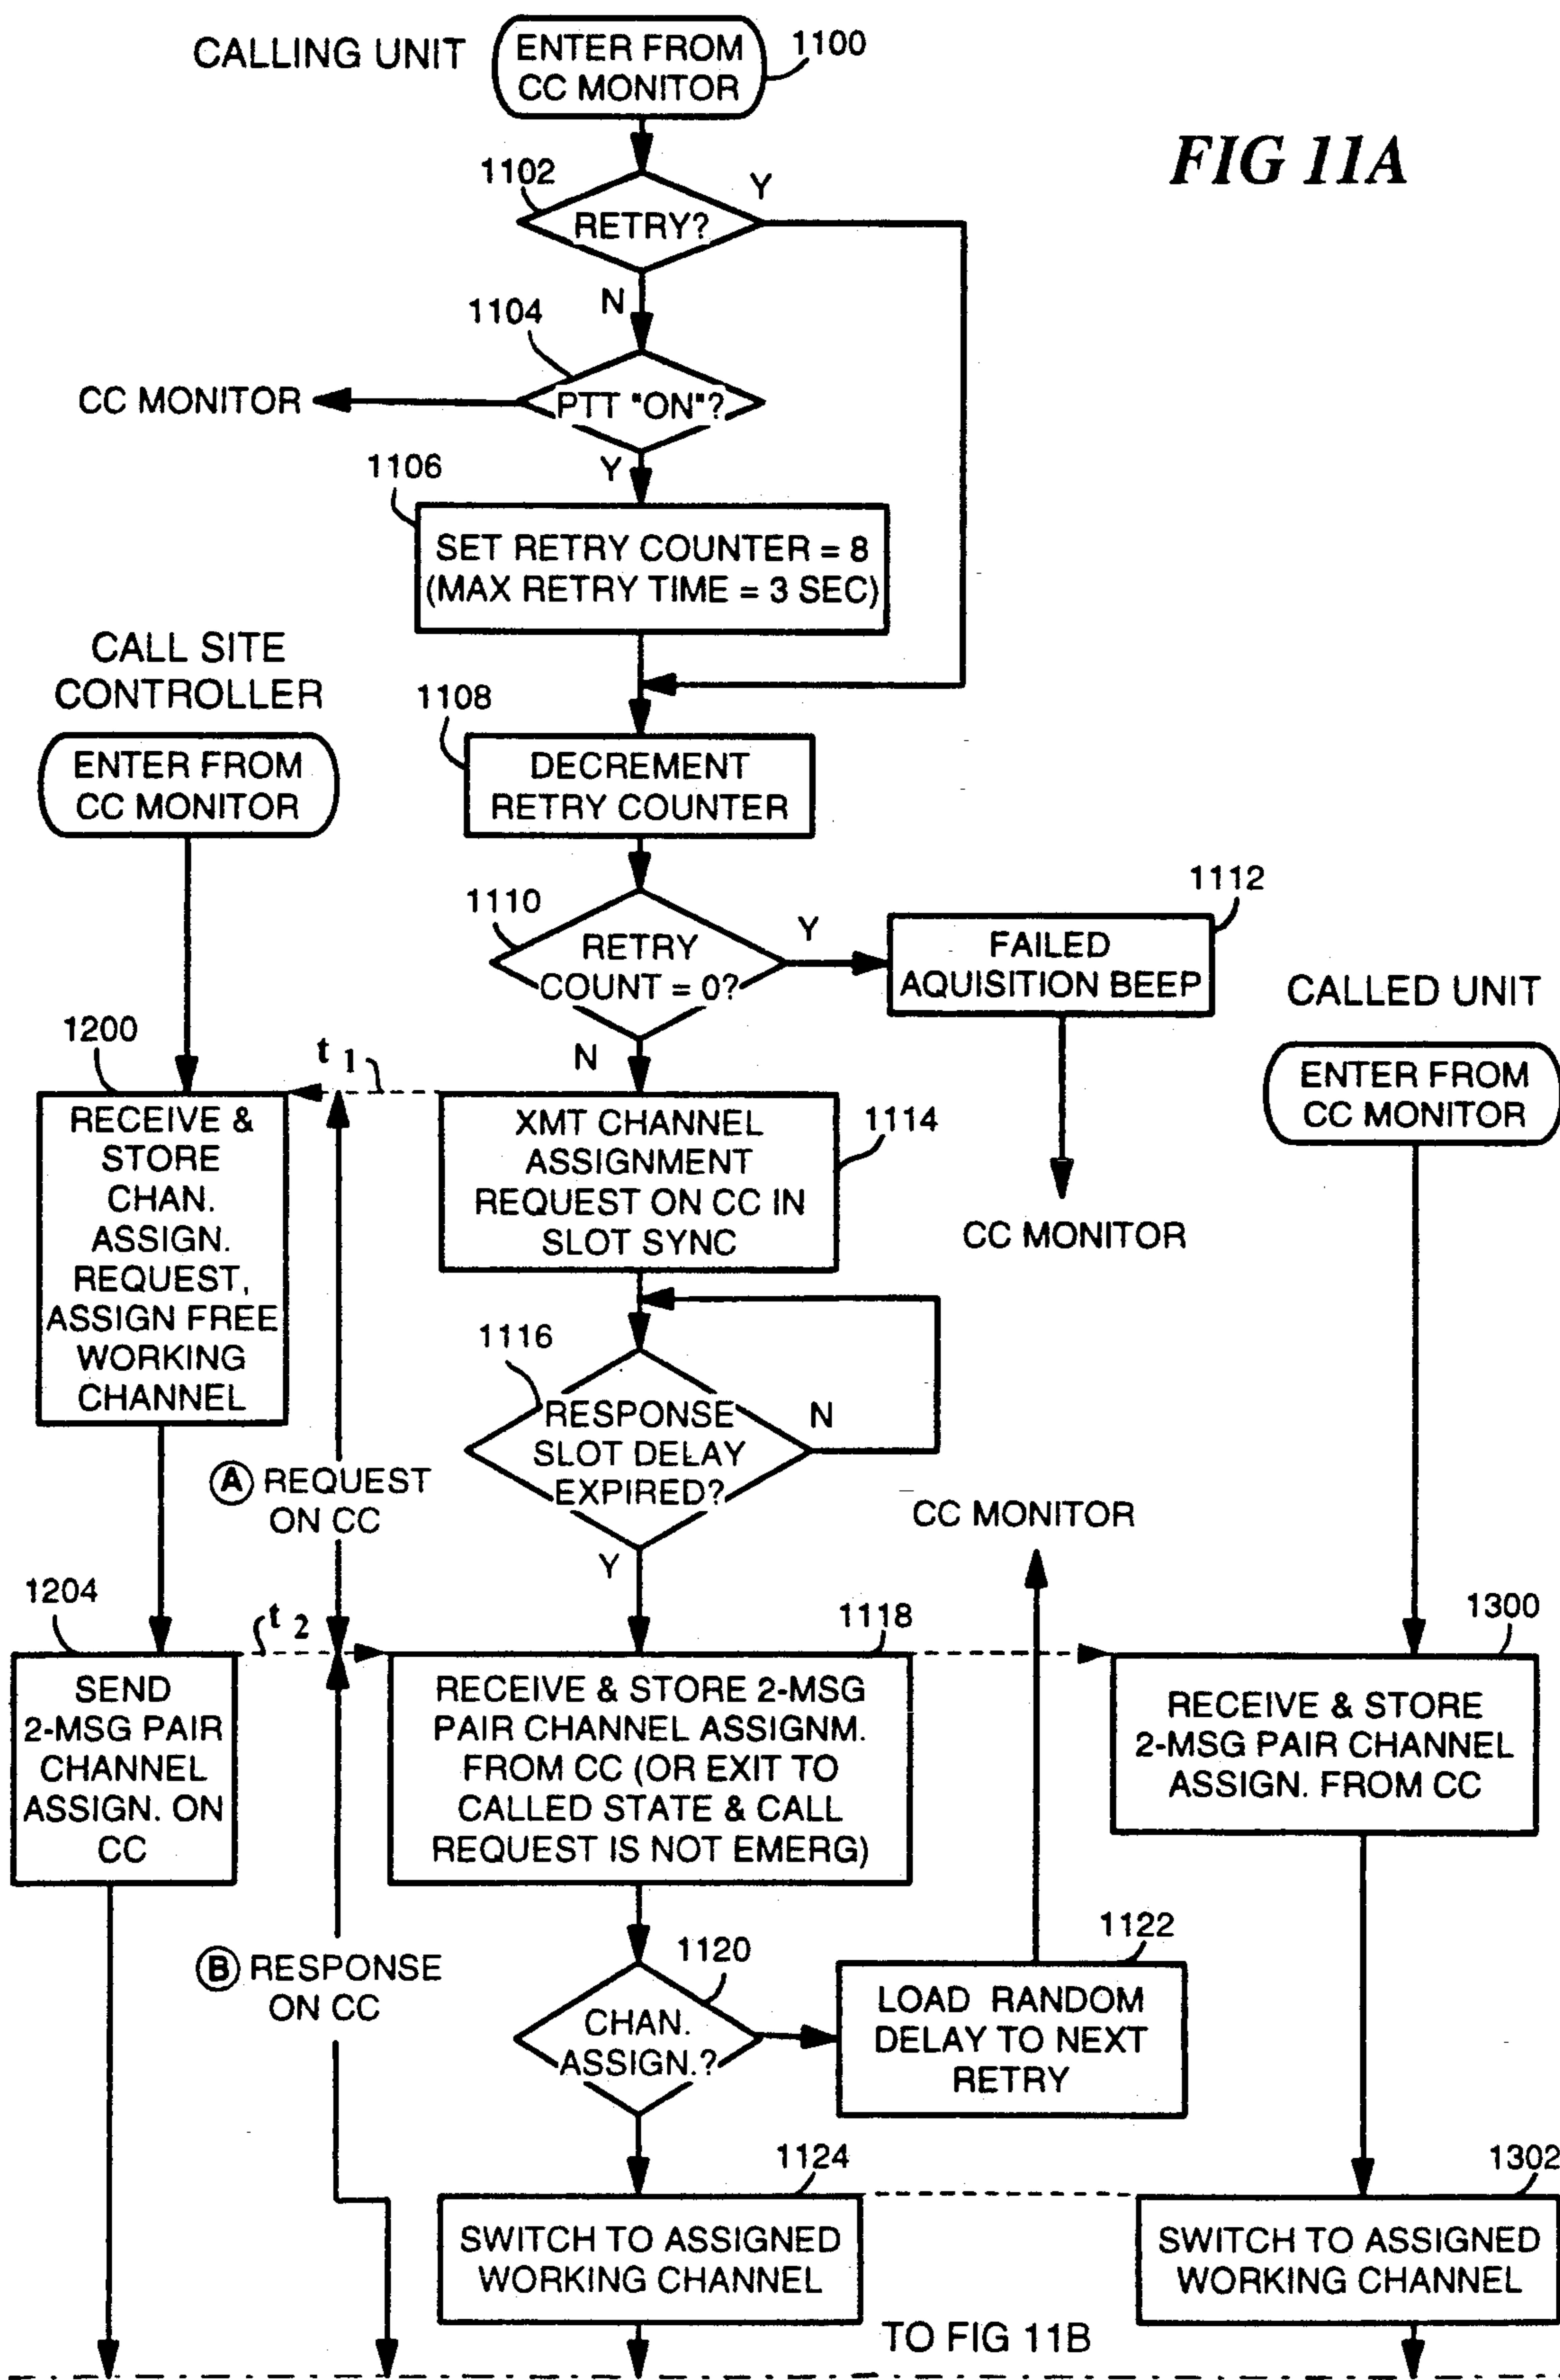 CALLING UNIT
ENTER FROM
CC MONITOR
1100
FIG 11A
1102
Y
RETRY?
N
1104
CC MONITOR
PTT "ON"?
1106
Y
SET RETRY COUNTER = 8
(MAX RETRY TIME = 3 SEC)
CALL SITE
CONTROLLER
ENTER FROM
CC MONITOR
1108
DECREMENT
RETRY COUNTER
1110
RETRY
COUNT = 0?
Y
1112
FAILED
AQUISITION BEEP
CC MONITOR
N
CALLED UNIT
ENTER FROM
CC MONITOR
1200
t 1
RECEIVE &
STORE
CHAN.
ASSIGN.
REQUEST,
ASSIGN FREE
WORKING
CHANNEL
XMT CHANNEL
ASSIGNMENT
REQUEST ON CC IN
SLOT SYNC
1114
1116
RESPONSE
SLOT DELAY
EXPIRED?
N
Y
A REQUEST
ON CC
CC MONITOR
1204
t 2
1118
1300
SEND
2-MSG PAIR
CHANNEL
ASSIGN. ON
CC
RECEIVE & STORE 2-MSG
PAIR CHANNEL ASSIGNM.
FROM CC (OR EXIT TO
CALLED STATE & CALL
REQUEST IS NOT EMERG)
RECEIVE & STORE
2-MSG PAIR CHANNEL
ASSIGN. FROM CC
B RESPONSE
ON CC
1120
CHAN.
ASSIGN.?
1122
LOAD RANDOM
DELAY TO NEXT
RETRY
1124
SWITCH TO ASSIGNED
WORKING CHANNEL
1302
SWITCH TO ASSIGNED
WORKING CHANNEL
TO FIG 11B